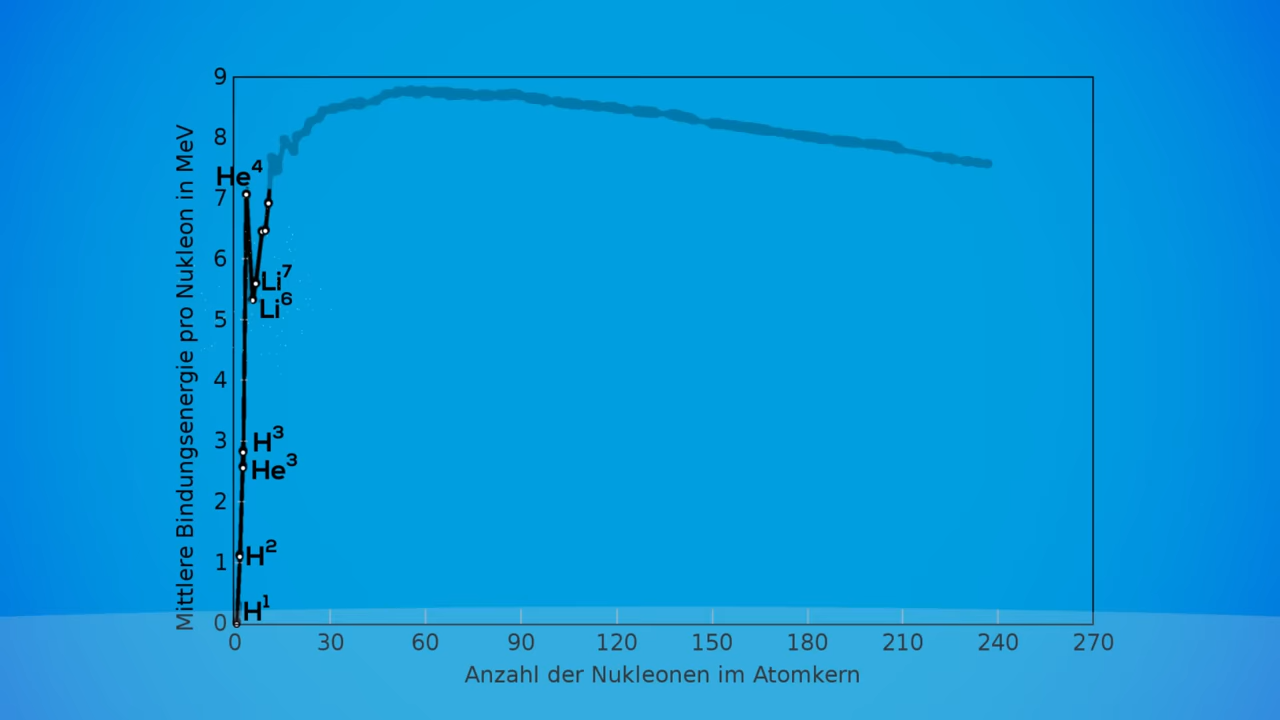 Mittlere Bindungsenergie pro Nukleon in MeV
9
8
He⁴
7
6
Li⁷
Li⁶
5
4
3
H³
He³
2
1
H²
H¹
0
0 30 60 90 120 150 180 210 240 270
Anzahl der Nukleonen im Atomkern